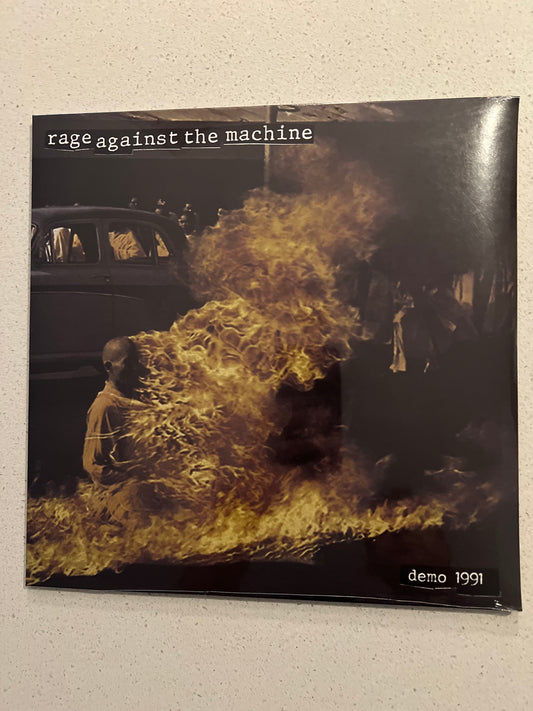 rage against the machine
demo 1991